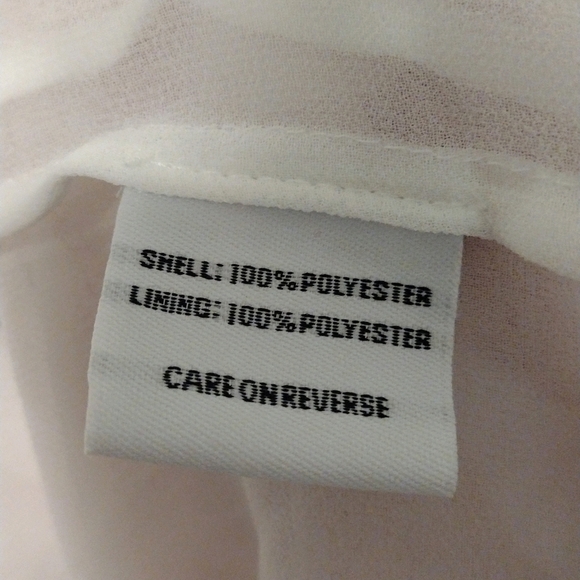 SHELL: 100% POLYESTER
LINING: 100% POLYESTER
CARE ON REVERSE